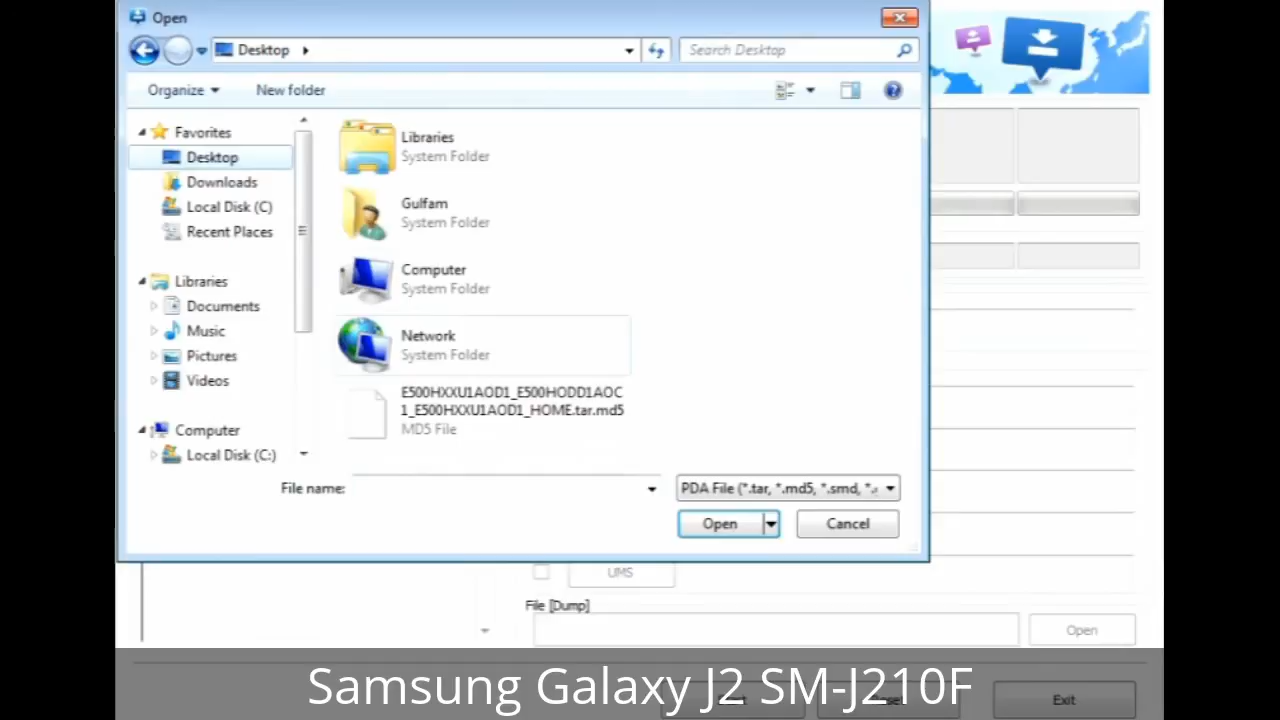 Open
Desktop
Search Desktop
Organize
New folder
Favorites
Desktop
Downloads
Local Disk (C)
Recent Places
Libraries
Documents
Music
Pictures
Videos
Computer
Local Disk (C:)
Libraries
System Folder
Gulfam
System Folder
Computer
System Folder
Network
System Folder
E500HXXU1AOD1_E500HODD1AOC
1_E500HXXU1AOD1_HOME.tar.md5
MD5 File
File name:
PDA File (*.tar, *.md5, *.smd, *.
Open
Cancel
UMS
File [Dump]
Open
Samsung Galaxy J2 SM-J210F
Exit